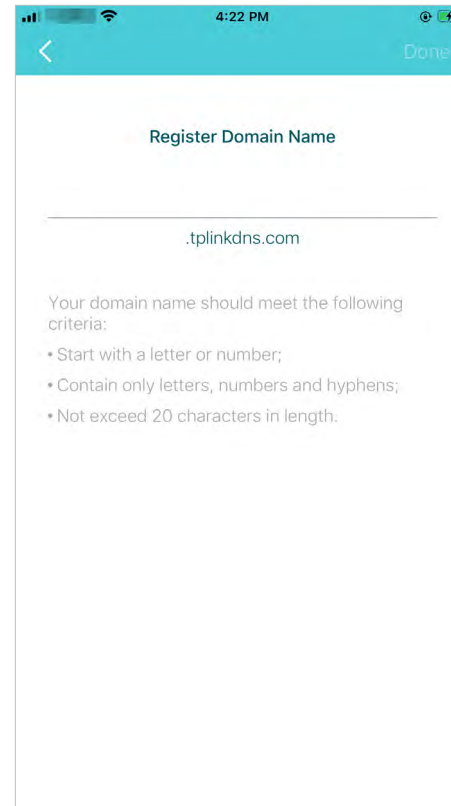 4:22 PM
Done
Register Domain Name
.tplinkdns.com
Your domain name should meet the following
criteria:
• Start with a letter or number;
• Contain only letters, numbers and hyphens;
• Not exceed 20 characters in length.